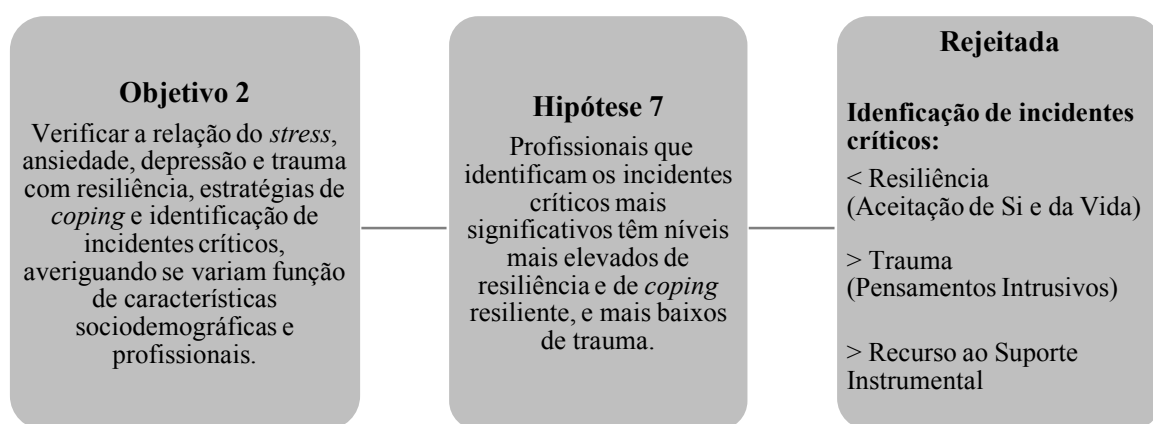 Objetivo 2
Verificar a relação do stress,
ansiedade, depressão e trauma
com resiliência, estratégias de
coping e identificação de
incidentes críticos,
averiguando se variam função
de características
sociodemográficas e
profissionais.
Hipótese 7
Profissionais que
identificam os incidentes
críticos mais
significativos têm níveis
mais elevados de
resiliência e de coping
resiliente, e mais baixos
de trauma.
Rejeitada
Idenficação de incidentes
críticos:
< Resiliência
(Aceitação de Si e da Vida)
> Trauma
(Pensamentos Intrusivos)
> Recurso ao Suporte
Instrumental